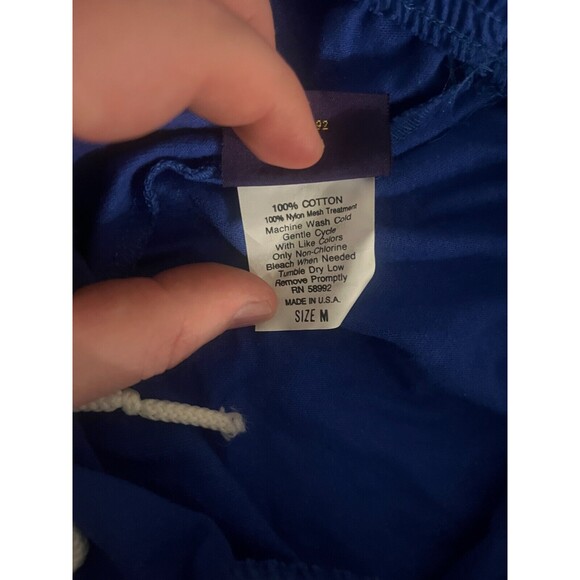 92
100% COTTON
100% Nylon Mesh Treatment
Machine Wash Cold
Gentle Cycle
With Like Colors
Only Non-Chlorine
Bleach When Needed
Tumble Dry Low
Remove Promptly
RN 58992
MADE IN U.S.A.
SIZE M